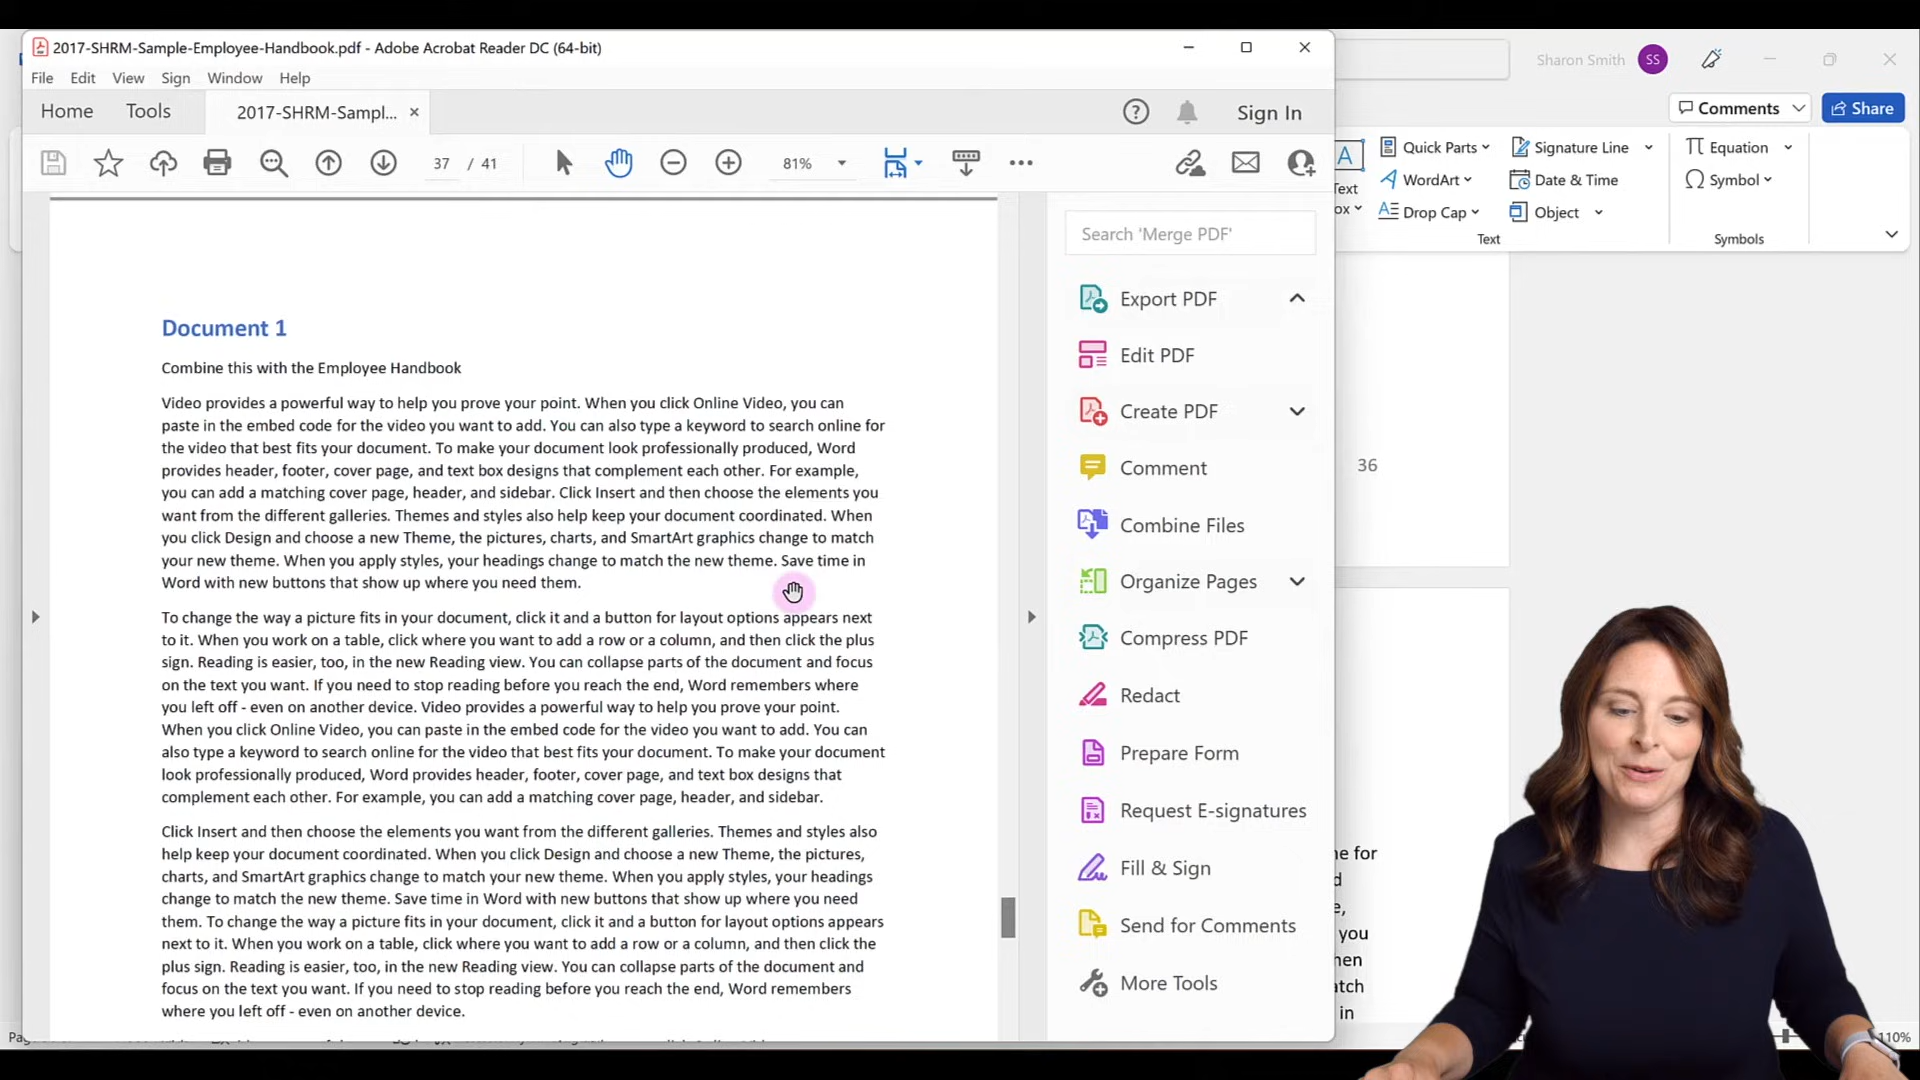 2017-SHRM-Sample-Employee-Handbook.pdf - Adobe Acrobat Reader DC (64-bit)
File Edit View Sign Window Help
Home Tools 2017-SHRM-Sampl... Sign In
37 / 41 81%
Document 1
Combine this with the Employee Handbook
Video provides a powerful way to help you prove your point. When you click Online Video, you can
paste in the embed code for the video you want to add. You can also type a keyword to search online for
the video that best fits your document. To make your document look professionally produced, Word
provides header, footer, cover page, and text box designs that complement each other. For example,
you can add a matching cover page, header, and sidebar. Click Insert and then choose the elements you
want from the different galleries. Themes and styles also help keep your document coordinated. When
you click Design and choose a new Theme, the pictures, charts, and SmartArt graphics change to match
your new theme. When you apply styles, your headings change to match the new theme. Save time in
Word with new buttons that show up where you need them.
To change the way a picture fits in your document, click it and a button for layout options appears next
to it. When you work on a table, click where you want to add a row or a column, and then click the plus
sign. Reading is easier, too, in the new Reading view. You can collapse parts of the document and focus
on the text you want. If you need to stop reading before you reach the end, Word remembers where
you left off - even on another device. Video provides a powerful way to help you prove your point.
When you click Online Video, you can paste in the embed code for the video you want to add. You can
also type a keyword to search online for the video that best fits your document. To make your document
look professionally produced, Word provides header, footer, cover page, and text box designs that
complement each other. For example, you can add a matching cover page, header, and sidebar.
Click Insert and then choose the elements you want from the different galleries. Themes and styles also
help keep your document coordinated. When you click Design and choose a new Theme, the pictures,
charts, and SmartArt graphics change to match your new theme. When you apply styles, your headings
change to match the new theme. Save time in Word with new buttons that show up where you need
them. To change the way a picture fits in your document, click it and a button for layout options appears
next to it. When you work on a table, click where you want to add a row or a column, and then click the
plus sign. Reading is easier, too, in the new Reading view. You can collapse parts of the document and
focus on the text you want. If you need to stop reading before you reach the end, Word remembers
where you left off - even on another device.
Search 'Merge PDF'
Export PDF
Edit PDF
Create PDF
Comment
Combine Files
Organize Pages
Compress PDF
Redact
Prepare Form
Request E-signatures
Fill & Sign
Send for Comments
More Tools
Sharon Smith SS
Comments Share
Quick Parts Signature Line Equation
WordArt Date & Time Symbol
Text
Drop Cap Object
Text Symbols
36
e for
d
e,
you
hen
atch
in
110%